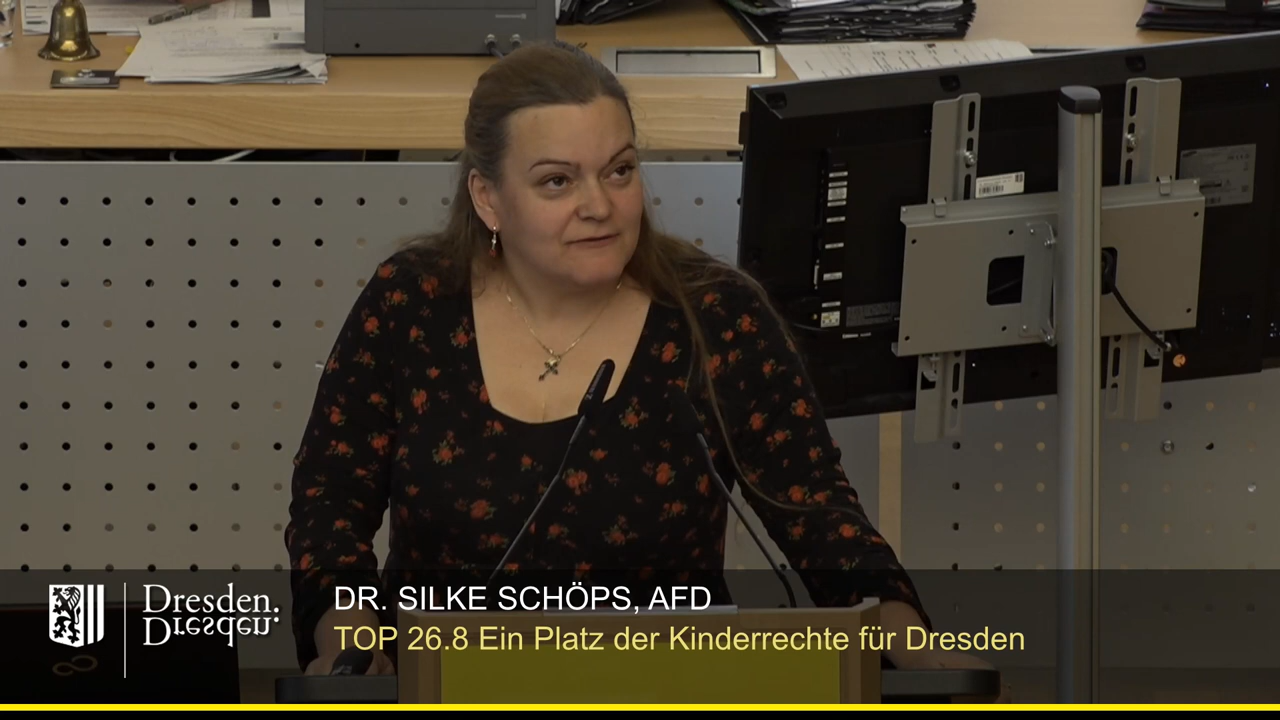 Dresden.
Dresden.
DR. SILKE SCHÖPS, AFD
TOP 26.8 Ein Platz der Kinderrechte für Dresden